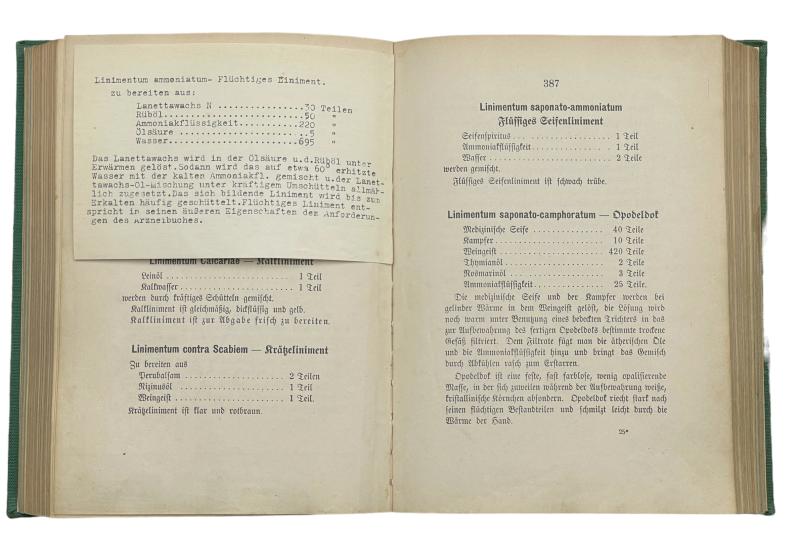 Linimentum ammoniatum- Flüchtiges Liniment.
zu bereiten aus:
Lanettawachs N ...............30 Teilen
Rüböl.........................50 "
Ammoniakflüssigkeit.......220 "
Ölsäure ......................5 "
Wasser.......................695 "
Das Lanettawachs wird in der Ölsäure u.d.Rüböl unter
Erwärmen gelöst.Sodann wird das auf etwa 60° erhitzte
Wasser mit der kalten Ammoniakfl. gemischt u.der Lanet-
tawachs-Öl-Mischung unter kräftigem Umschütteln allmäh-
lich zugesetzt.Das sich bildende Liniment wird bis zum
Erkalten häufig geschüttelt.Flüchtiges Liniment ent-
spricht in seinen äußeren Eigenschaften den Anforderun-
gen des Arzneibuches.
Linimentum Calcariae — Kalkliniment
Leinöl ........................ 1 Teil
Kalkwasser ..................... 1 Teil
werden durch kräftiges Schütteln gemischt.
Kalkliniment ist gleichmäßig, dickflüssig und gelb.
Kalkliniment ist zur Abgabe frisch zu bereiten.
Linimentum contra Scabiem — Krätzeliniment
Zu bereiten aus
Perubalsam ................... 2 Teilen
Rizinusöl ..................... 1 Teil
Weingeist ..................... 1 Teil.
Krätzeliniment ist klar und rotbraun.
387
Linimentum saponato-ammoniatum
Flüssiges Seifenliniment
Seifenspiritus .................. 1 Teil
Ammoniakflüssigkeit.............. 1 Teil
Wasser ....................... 2 Teile
werden gemischt.
Flüssiges Seifenliniment ist schwach trübe.
Linimentum saponato-camphoratum — Opodeldok
Medizinische Seife .............. 40 Teile
Kampfer....................... 10 Teile
Weingeist ..................... 420 Teile
Thymianöl ..................... 2 Teile
Rosmarinöl .................... 3 Teile
Ammoniakflüssigkeit.............. 25 Teile.
Die medizinische Seife und der Kampfer werden bei
gelinder Wärme in dem Weingeist gelöst, die Lösung wird
noch warm unter Benutzung eines bedeckten Trichters in das
zur Aufbewahrung des fertigen Opodeldoks bestimmte trockene
Gefäß filtriert. Dem Filtrate fügt man die ätherischen Öle
und die Ammoniakflüssigkeit hinzu und bringt das Gemisch
durch Abkühlen rasch zum Erstarren.
Opodeldok ist eine feste, fast farblose, wenig opalisierende
Masse, in der sich zuweilen während der Aufbewahrung weiße,
kristallinische Körnchen absondern. Opodeldok riecht stark nach
seinen flüchtigen Bestandteilen und schmilzt leicht durch die
Wärme der Hand.
25*